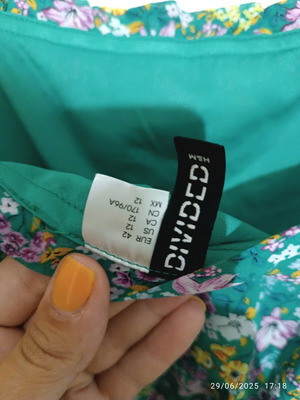 DIVIDED
H&M
EUR 42
US 12
CA 12
CN 170/96A
MX 12
29/06/2025 17:18